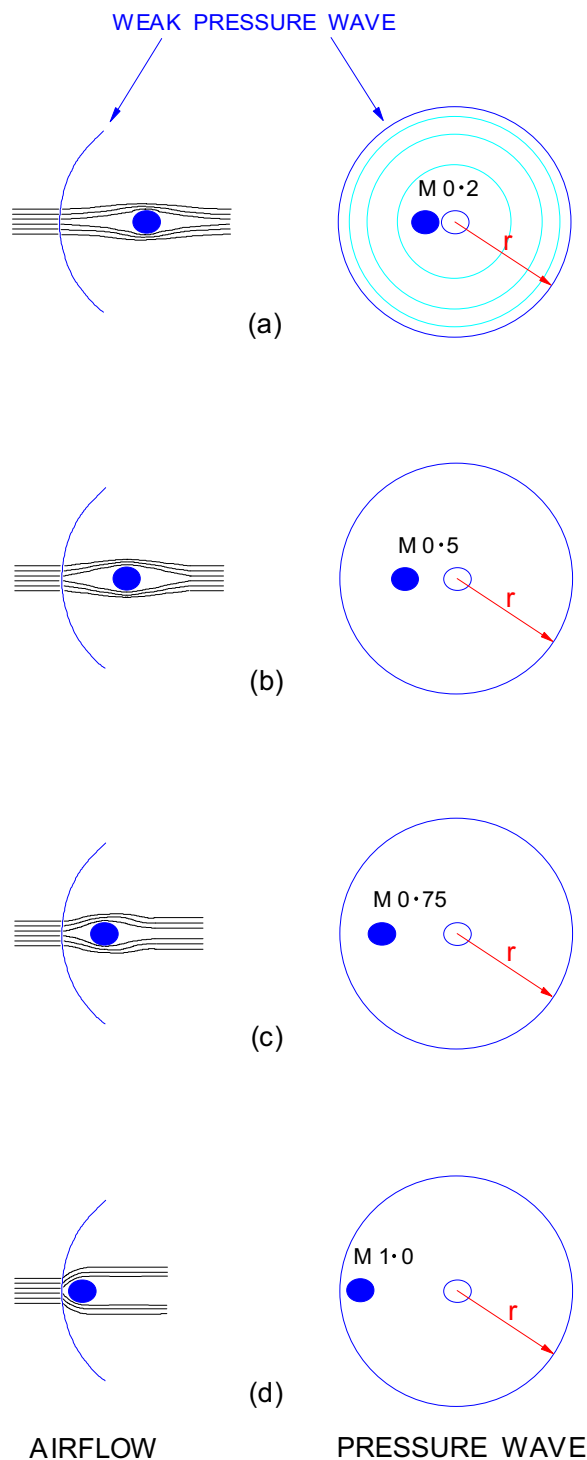 WEAK PRESSURE WAVE
M 0·2
r
(a)
M 0·5
r
(b)
M 0·75
r
(c)
M 1·0
r
(d)
AIRFLOW
PRESSURE WAVE